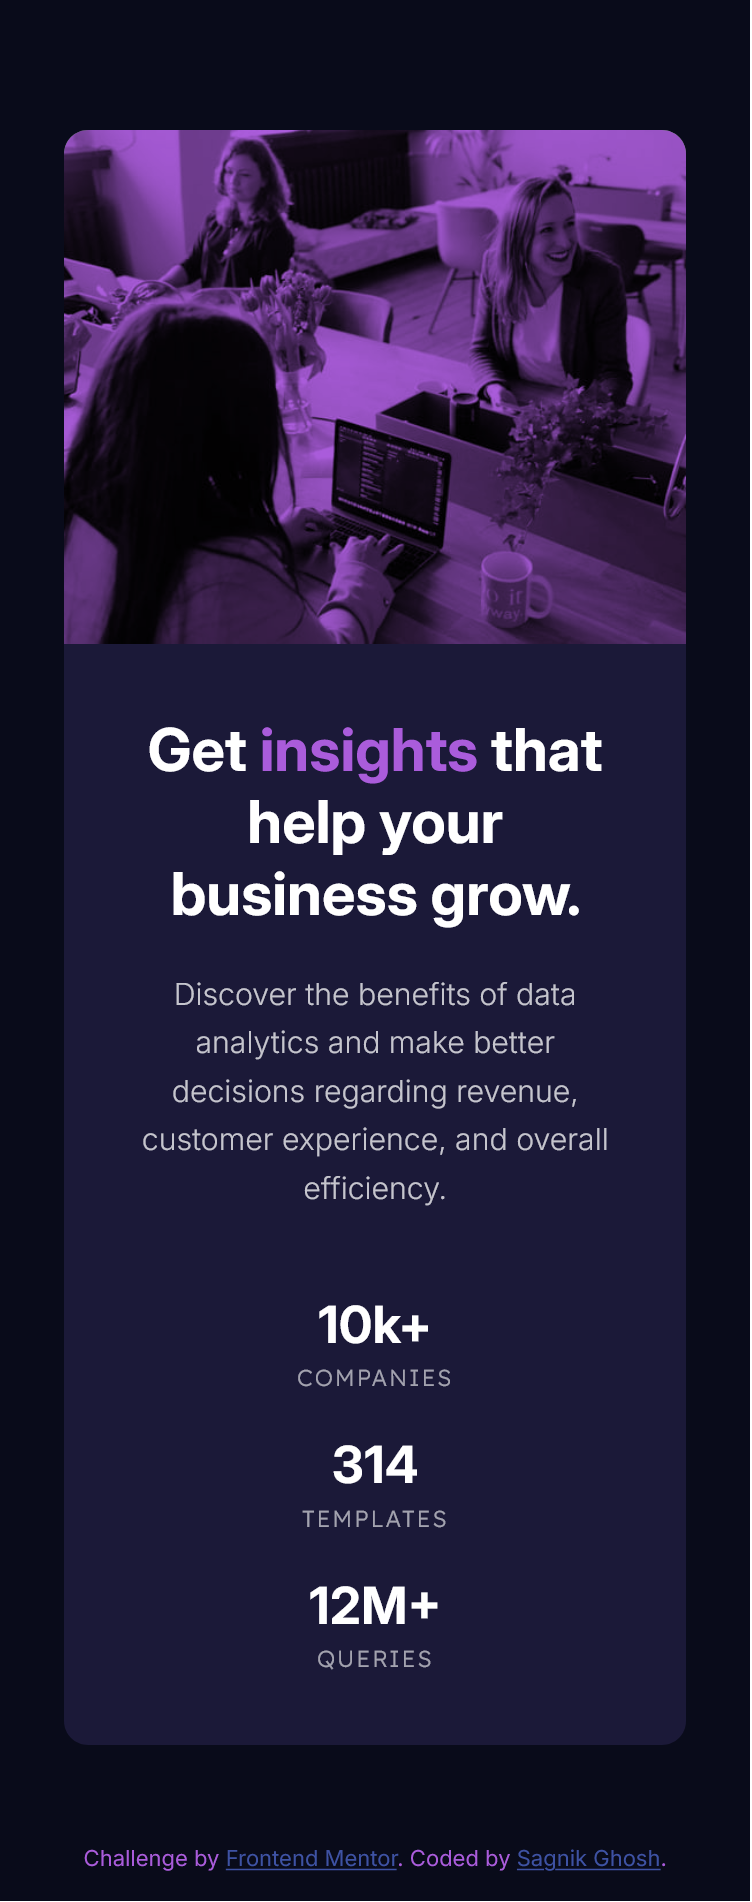 Get insights that
help your
business grow.
Discover the benefits of data
analytics and make better
decisions regarding revenue,
customer experience, and overall
efficiency.
10k+
COMPANIES
314
TEMPLATES
12M+
QUERIES
Challenge by Frontend Mentor. Coded by Sagnik Ghosh.